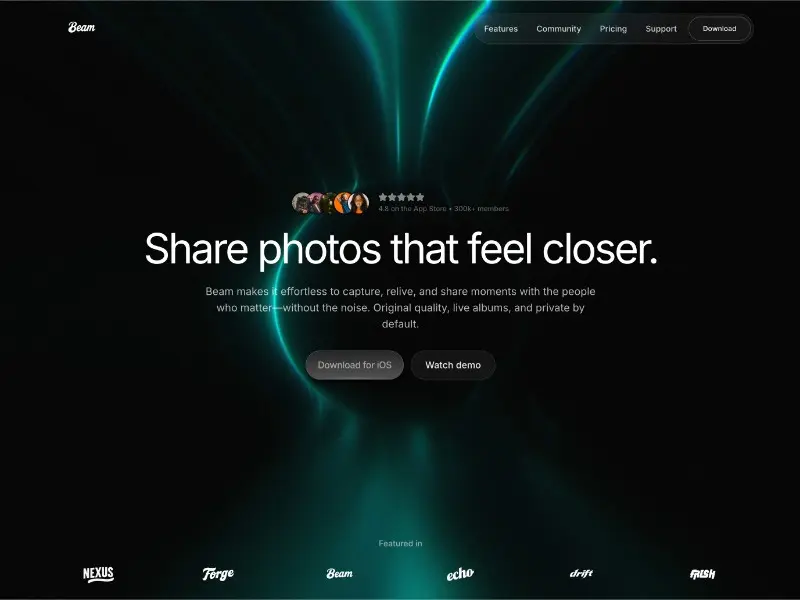 Beam
Features Community Pricing Support Download
4.8 on the App Store • 300k+ members
Share photos that feel closer.
Beam makes it effortless to capture, relive, and share moments with the people
who matter—without the noise. Original quality, live albums, and private by
default.
Download for iOS Watch demo
Featured in
NEXUS Forge Beam echo drift